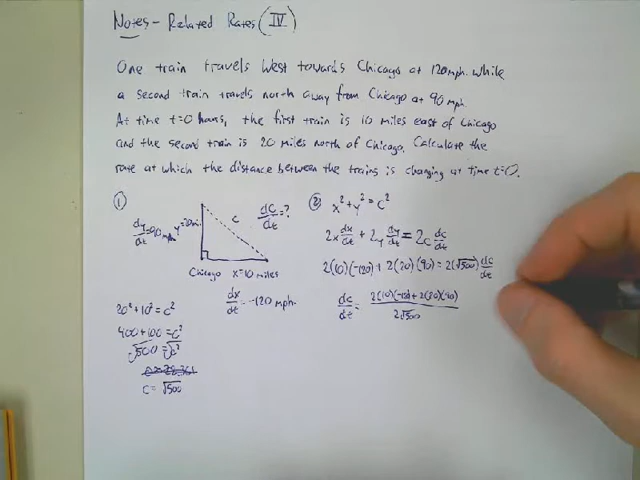 Notes - Related Rates (IV)
One train travels west towards Chicago at 120 mph. while
a second train travels north away from Chicago at 90 mph.
At time t=0 hours, the first train is 10 miles east of Chicago
and the second train is 20 miles north of Chicago. Calculate the
rate at which the distance between the trains is changing at time t=0.
① dc/dt = ? ② x² + y² = c²
dy/dt = 90 mph c 2x dx/dt + 2y dy/dt = 2c dc/dt
Chicago x=10 miles 2(10)(-120) + 2(20)(90) = 2(√500) dc/dt
dx/dt = -120 mph. dc/dt = 2(10)(-120) + 2(20)(90) / 2√500
20² + 10² = c²
400 + 100 = c²
√500 = √c²
c = √500